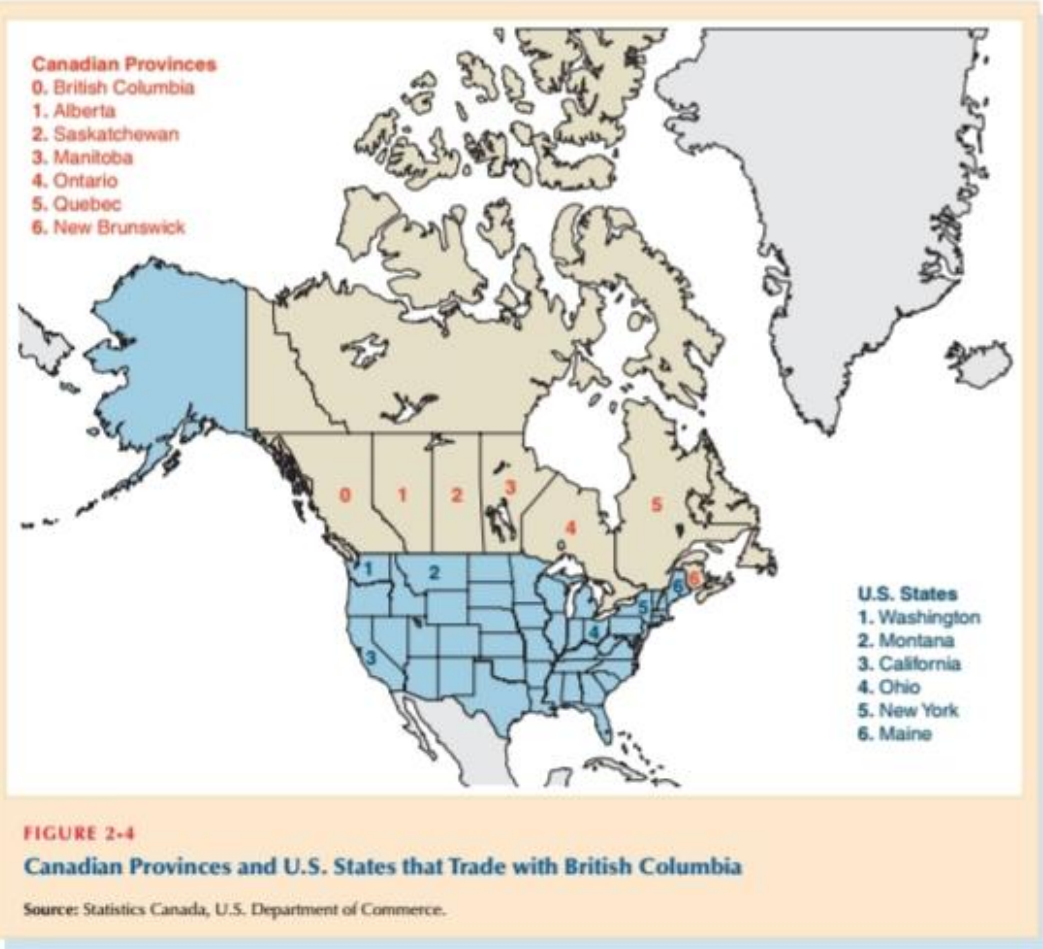 Canadian Provinces
0. British Columbia
1. Alberta
2. Saskatchewan
3. Manitoba
4. Ontario
5. Quebec
6. New Brunswick
0
1
2
3
4
5
6
1
2
3
4
5
6
U.S. States
1. Washington
2. Montana
3. California
4. Ohio
5. New York
6. Maine
FIGURE 2-4
Canadian Provinces and U.S. States that Trade with British Columbia
Source: Statistics Canada, U.S. Department of Commerce.